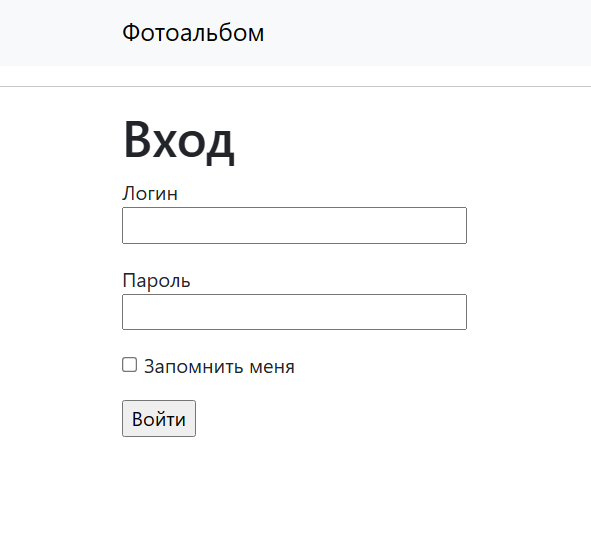 Фотоальбом
Вход
Логин
Пароль
Запомнить меня
Войти